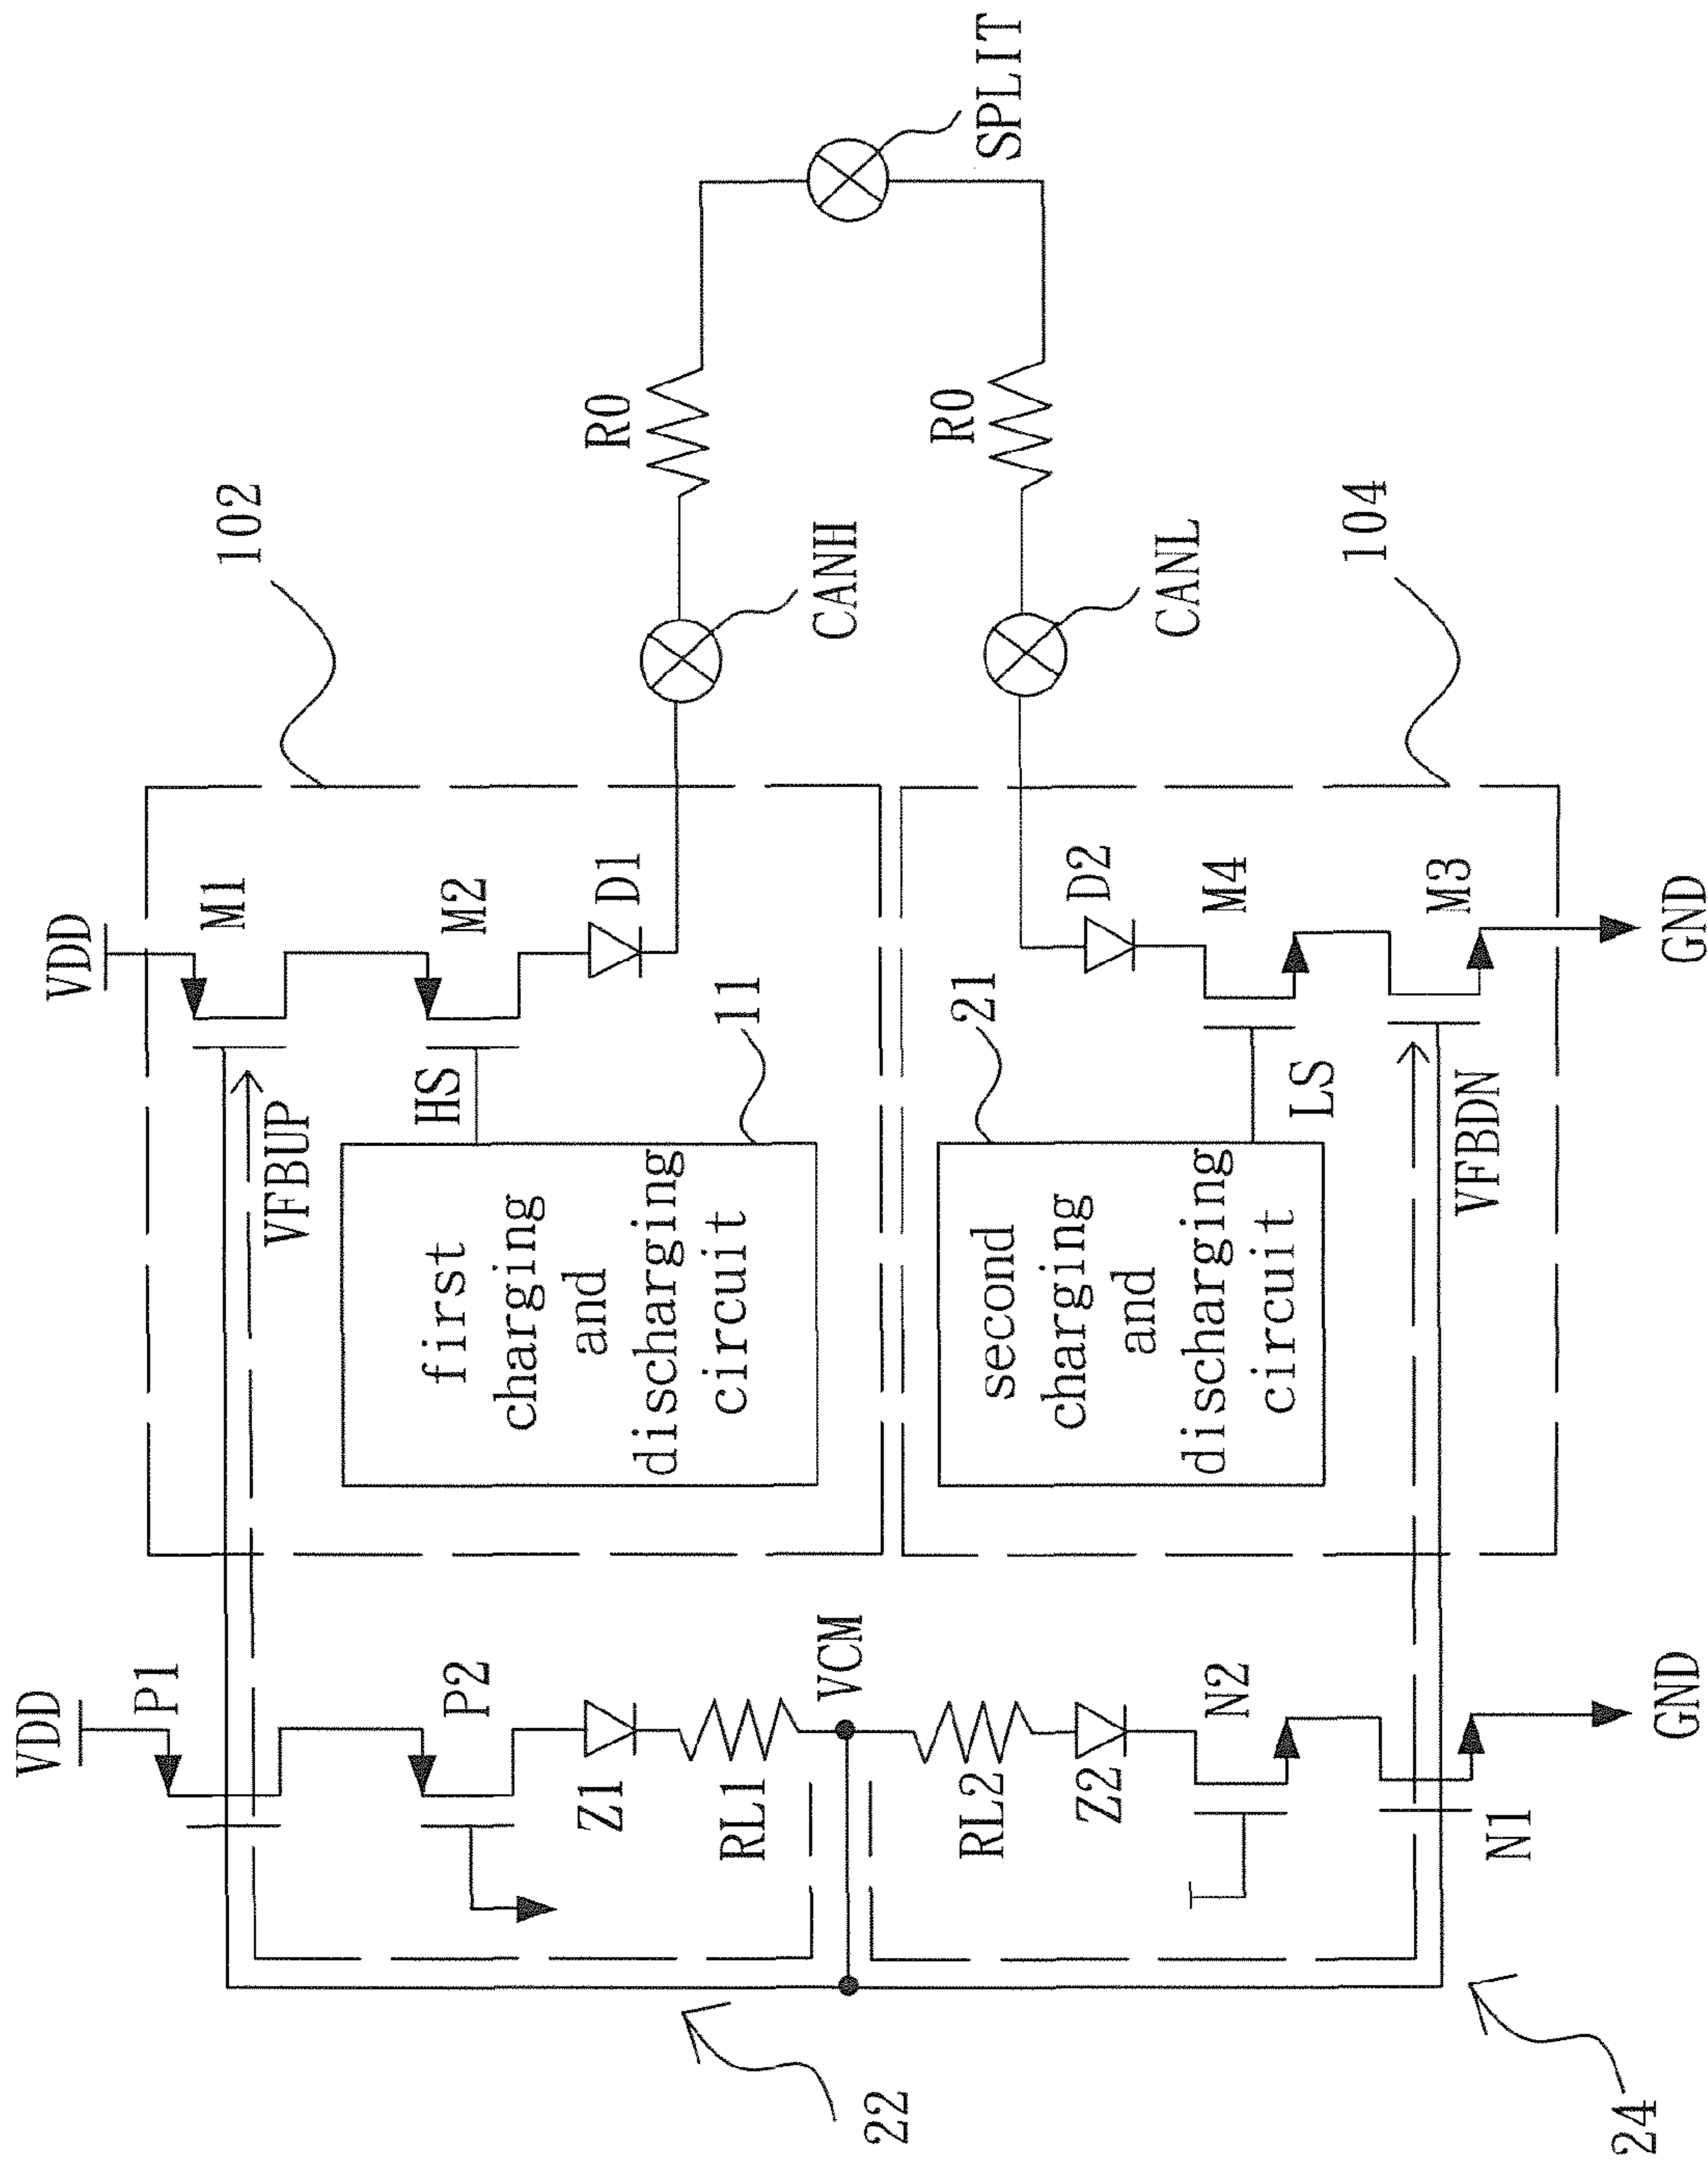 VDD
P1
P2
Z1
RL1
VCM
RL2
Z2
N2
N1
GND
22
24
102
VDD
M1
VFBUP
M2
HS
D1
11
first
charging
and
discharging
circuit
CANH
R0
SPLIT
R0
CANL
104
D2
21
M4
LS
M3
VFBDN
GND
second
charging
and
discharging
circuit